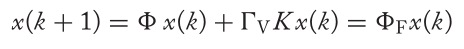 x(k + 1) = Φ x(k) + Γ_V K x(k) = Φ_F x(k)